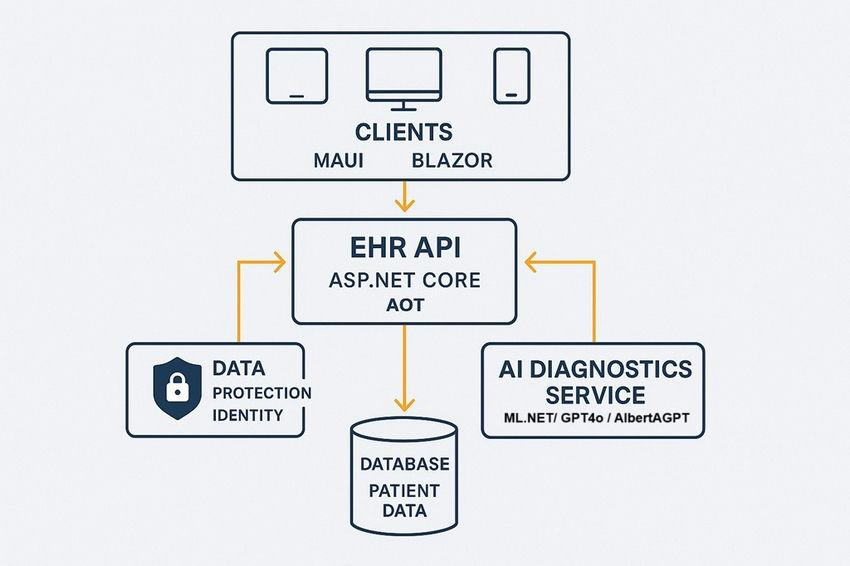 CLIENTS
MAUI BLAZOR
EHR API
ASP.NET CORE
AOT
DATA
PROTECTION
IDENTITY
AI DIAGNOSTICS
SERVICE
ML.NET/ GPT4o / AlbertAGPT
DATABASE
PATIENT
DATA